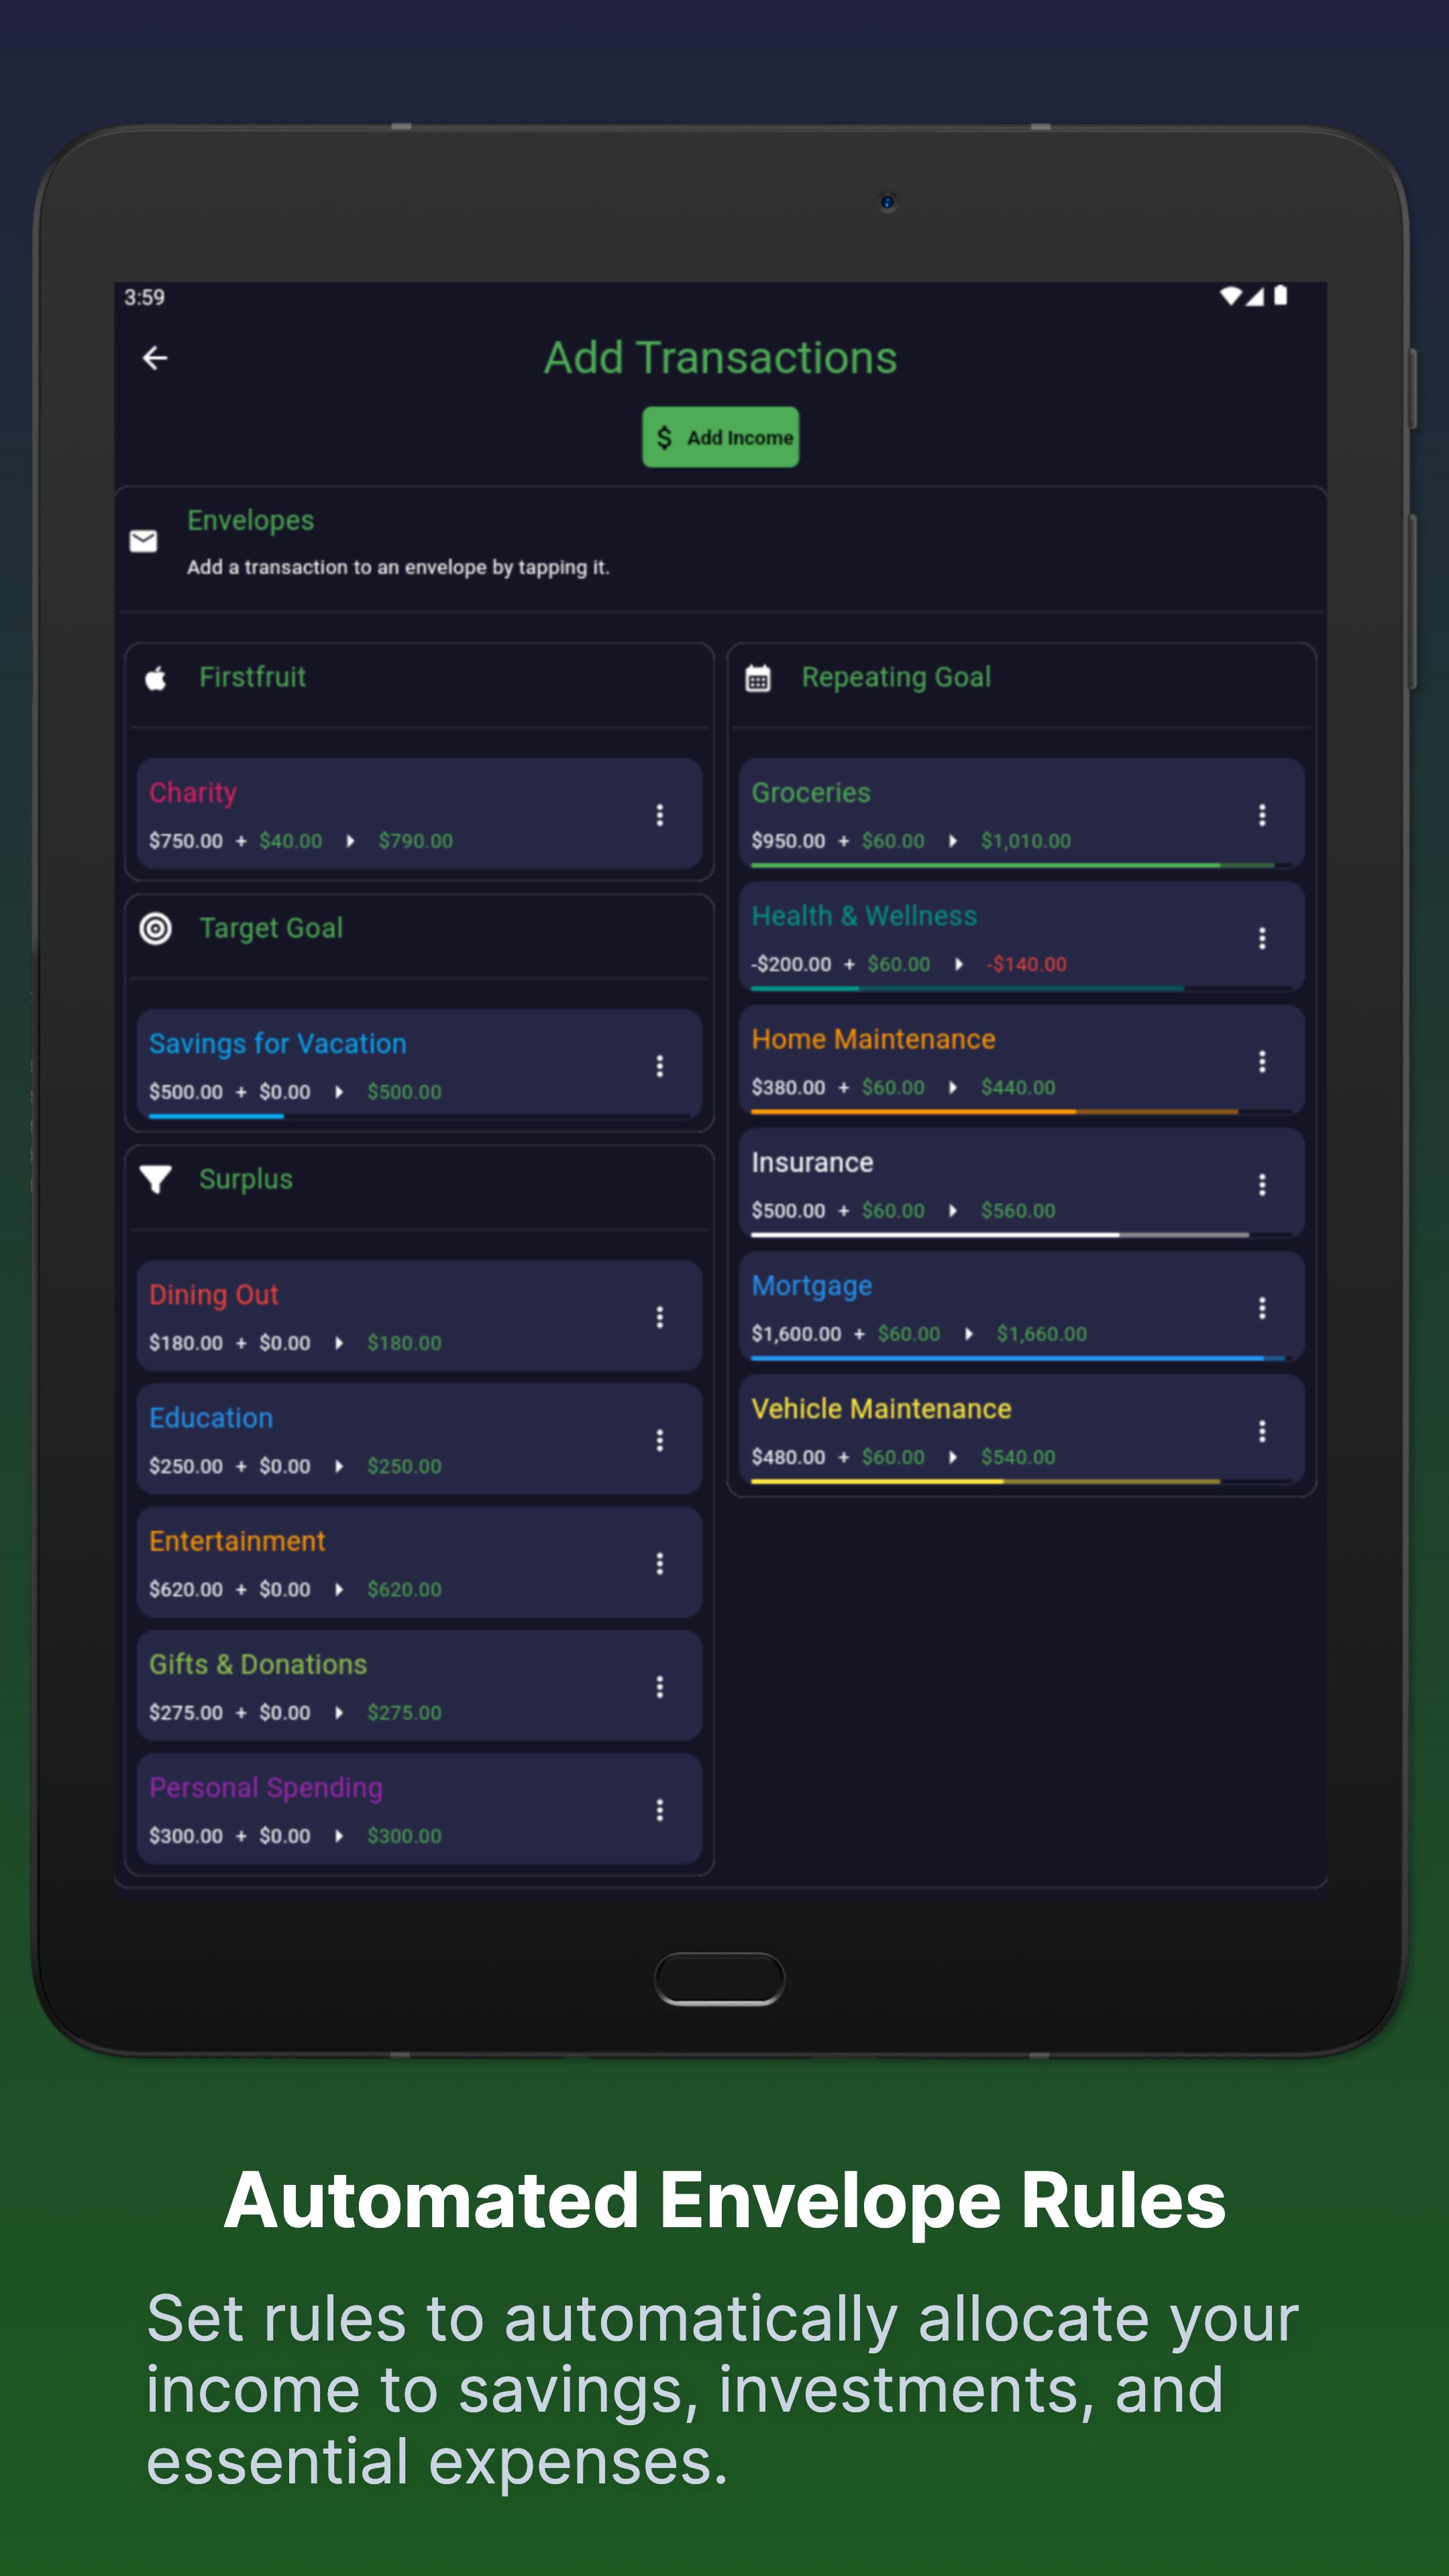 3:59
Add Transactions
$ Add Income
Envelopes
Add a transaction to an envelope by tapping it.
Firstfruit
Charity
$750.00 + $40.00 $790.00
Target Goal
Savings for Vacation
$500.00 + $0.00 $500.00
Surplus
Dining Out
$180.00 + $0.00 $180.00
Education
$250.00 + $0.00 $250.00
Entertainment
$620.00 + $0.00 $620.00
Gifts & Donations
$275.00 + $0.00 $275.00
Personal Spending
$300.00 + $0.00 $300.00
Repeating Goal
Groceries
$950.00 + $60.00 $1,010.00
Health & Wellness
-$200.00 + $60.00 -$140.00
Home Maintenance
$380.00 + $60.00 $440.00
Insurance
$500.00 + $60.00 $560.00
Mortgage
$1,600.00 + $60.00 $1,660.00
Vehicle Maintenance
$480.00 + $60.00 $540.00
Automated Envelope Rules
Set rules to automatically allocate your
income to savings, investments, and
essential expenses.